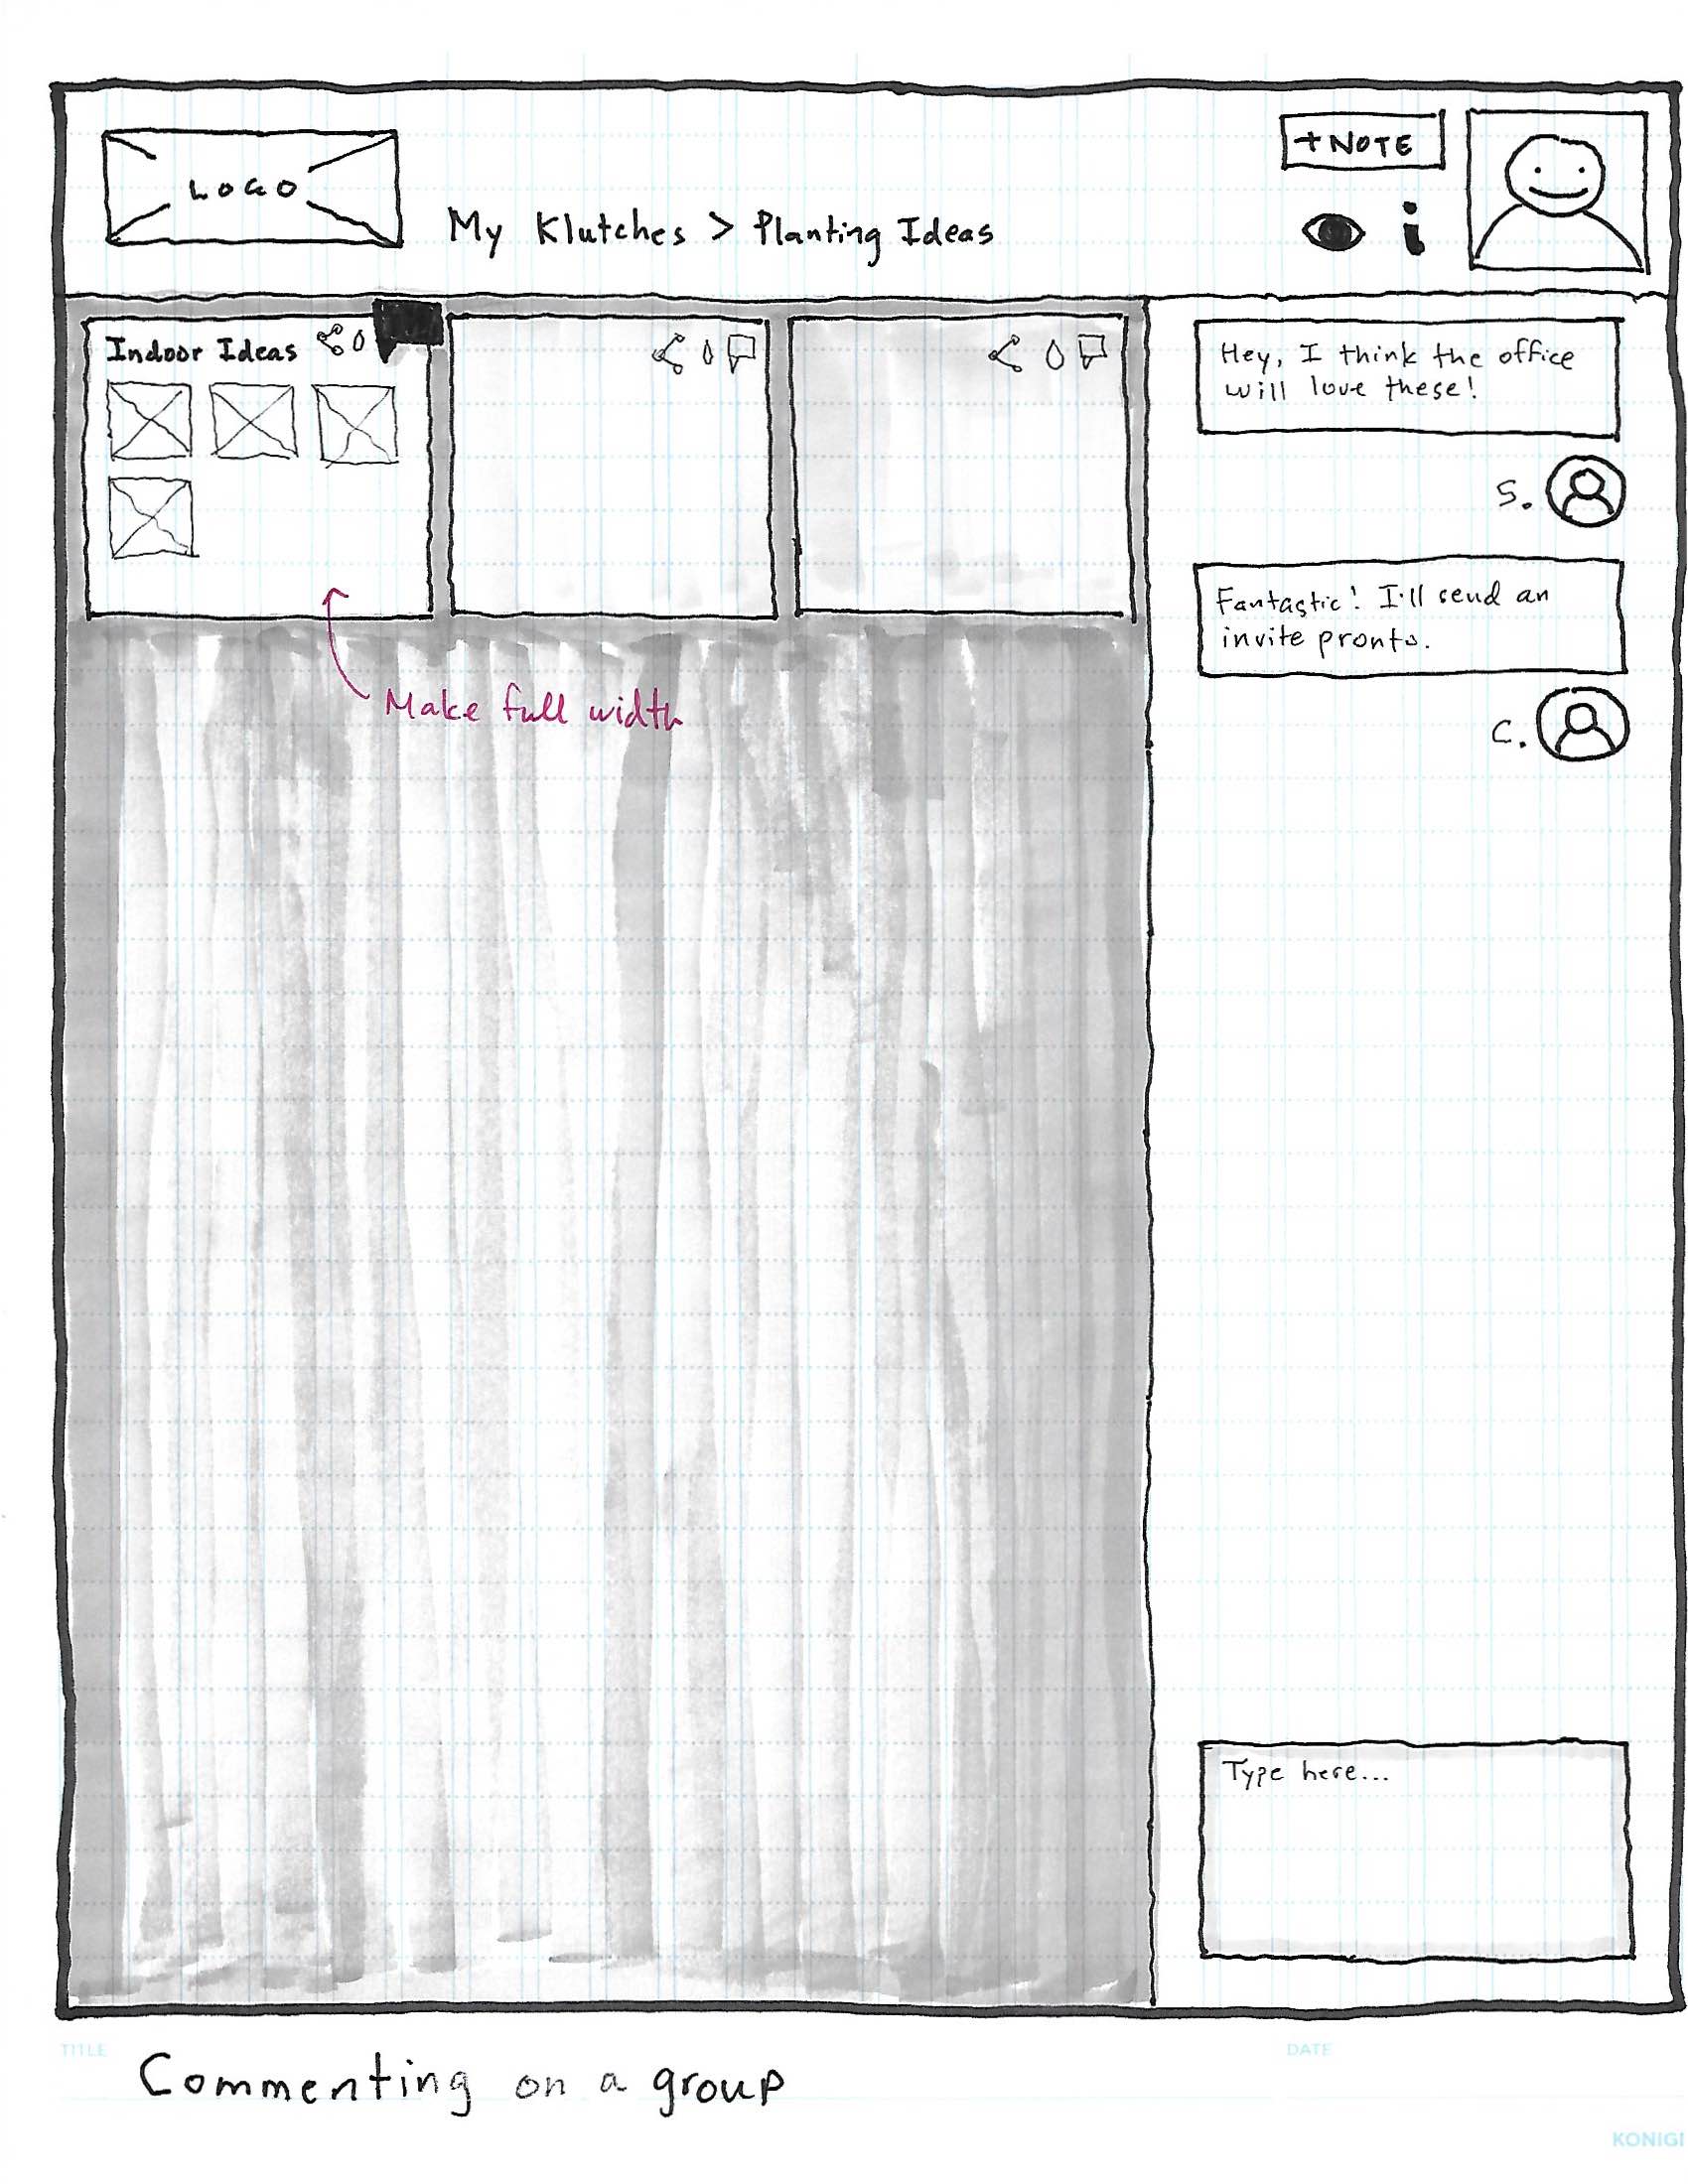 LOGO
My Klutches > Planting Ideas
+NOTE
i
Indoor Ideas
Hey, I think the office
will love these!
S.
Fantastic! I'll send an
invite pronto.
C.
Make full width
Type here...
TITLE
Commenting on a group
DATE
KONIGI